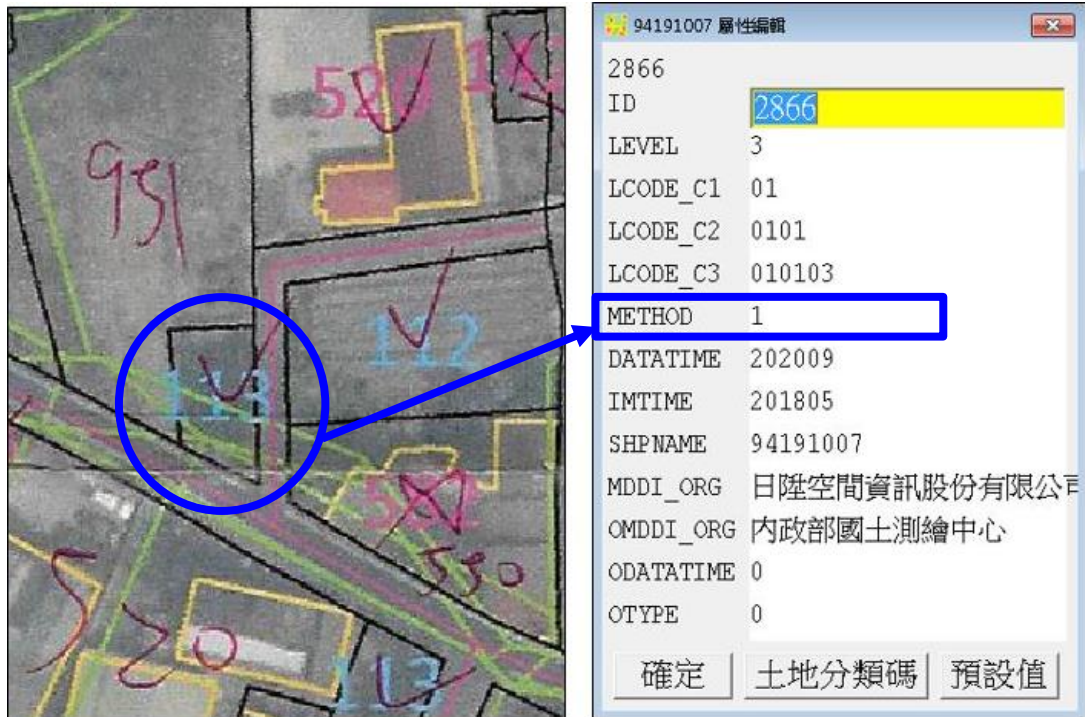 520
951
112
113
530
520
113
94191007 屬性編輯
2866
ID 2866
LEVEL 3
LCODE_C1 01
LCODE_C2 0101
LCODE_C3 010103
METHOD 1
DATATIME 202009
IMTIME 201805
SHPNAME 94191007
MDDI_ORG 日陞空間資訊股份有限公司
OMDDI_ORG 內政部國土測繪中心
ODATATIME 0
OTYPE 0
確定 土地分類碼 預設值